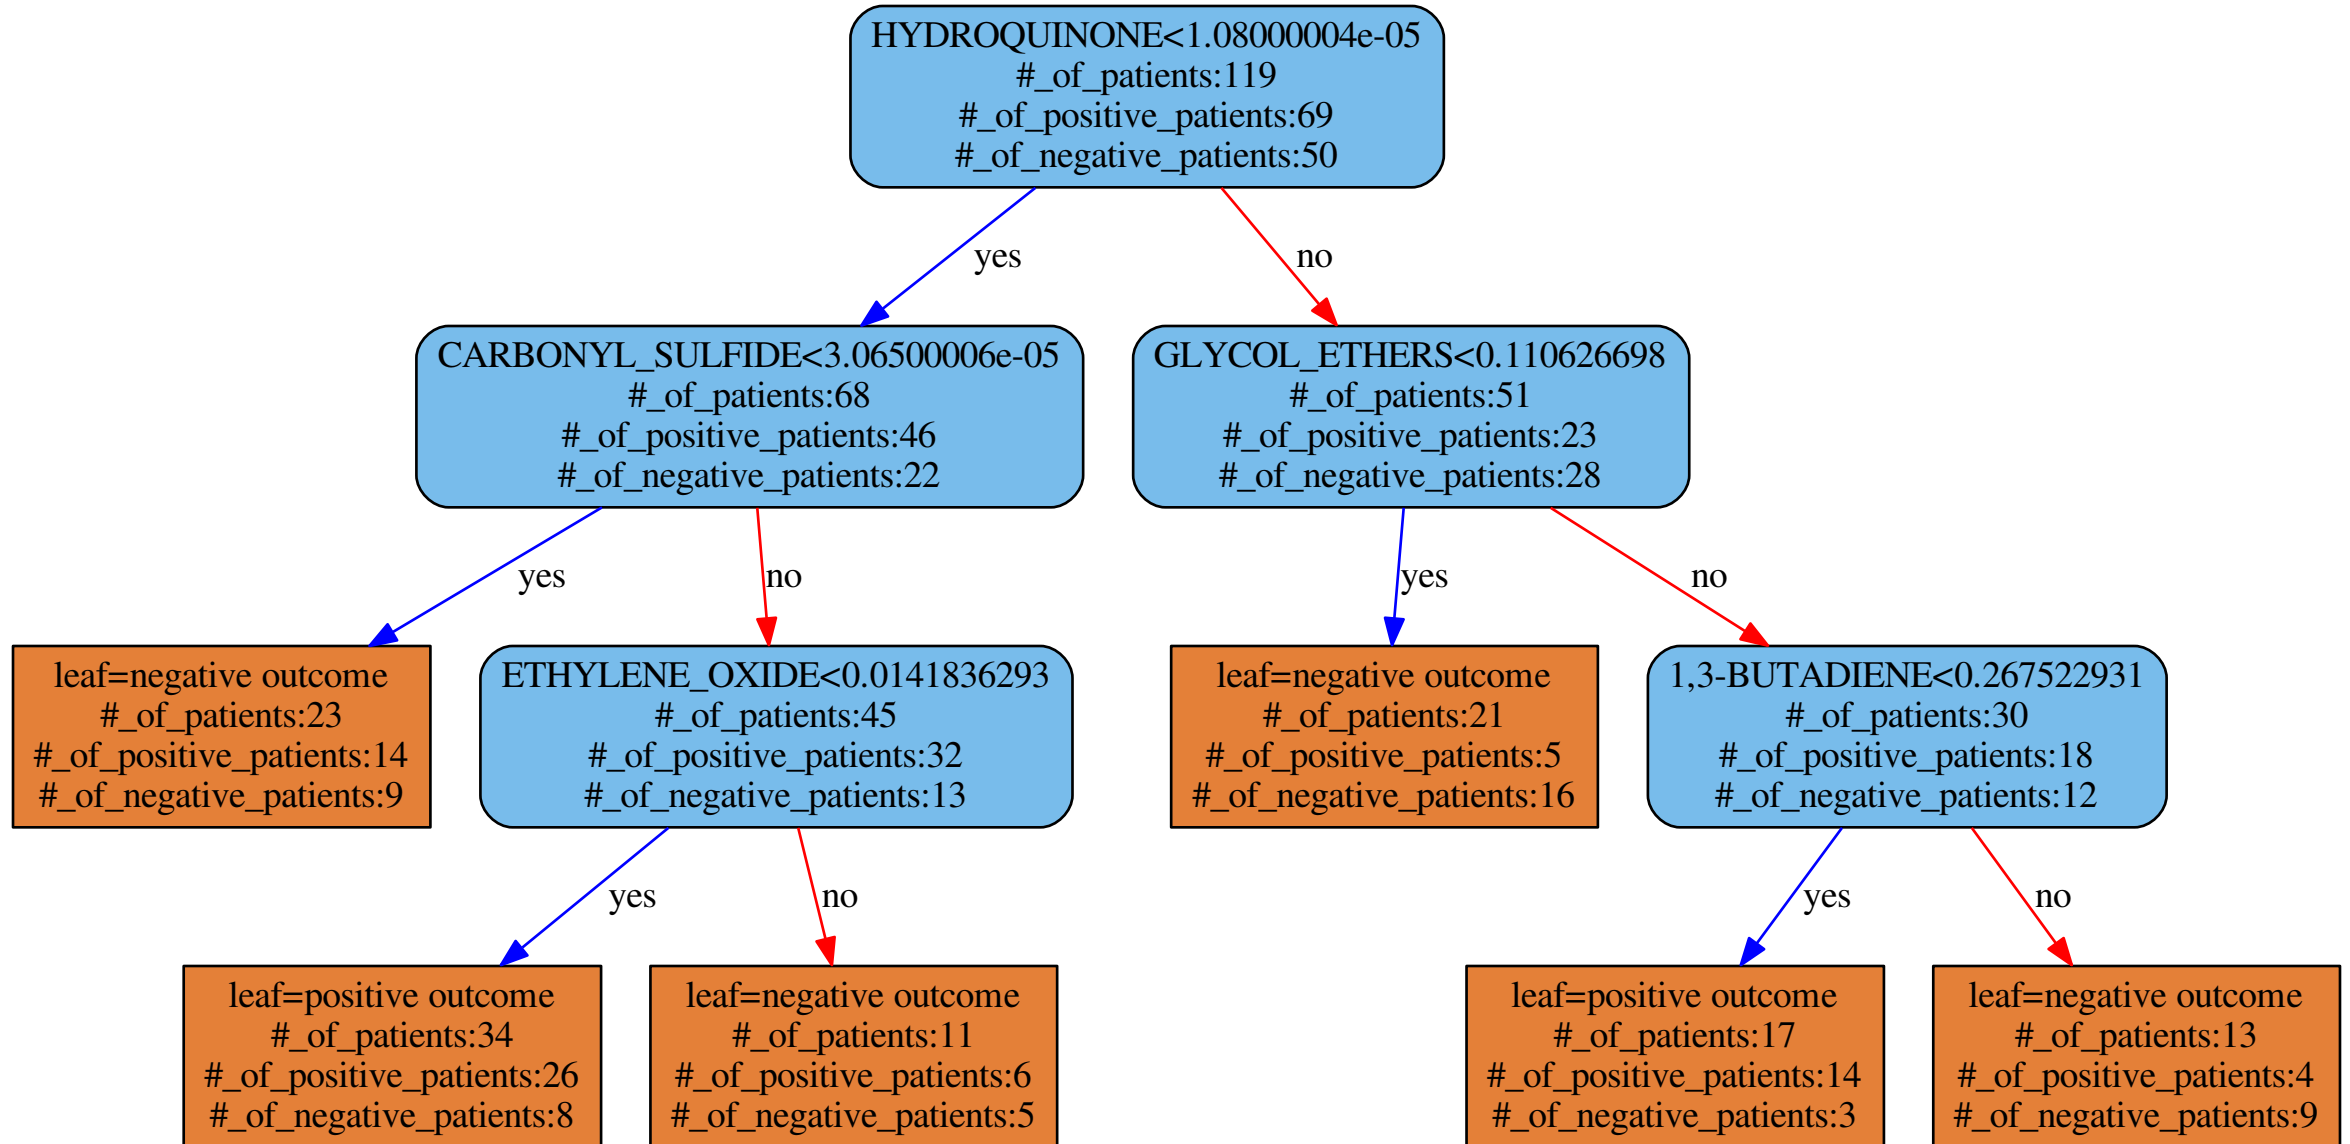 HYDROQUINONE<1.08000004e-05
#_of_patients:119
#_of_positive_patients:69
#_of_negative_patients:50
yes
no
CARBONYL_SULFIDE<3.06500006e-05
#_of_patients:68
#_of_positive_patients:46
#_of_negative_patients:22
GLYCOL_ETHERS<0.110626698
#_of_patients:51
#_of_positive_patients:23
#_of_negative_patients:28
yes
no
yes
no
leaf=negative outcome
#_of_patients:23
#_of_positive_patients:14
#_of_negative_patients:9
ETHYLENE_OXIDE<0.0141836293
#_of_patients:45
#_of_positive_patients:32
#_of_negative_patients:13
leaf=negative outcome
#_of_patients:21
#_of_positive_patients:5
#_of_negative_patients:16
1,3-BUTADIENE<0.267522931
#_of_patients:30
#_of_positive_patients:18
#_of_negative_patients:12
yes
no
yes
no
leaf=positive outcome
#_of_patients:34
#_of_positive_patients:26
#_of_negative_patients:8
leaf=negative outcome
#_of_patients:11
#_of_positive_patients:6
#_of_negative_patients:5
leaf=positive outcome
#_of_patients:17
#_of_positive_patients:14
#_of_negative_patients:3
leaf=negative outcome
#_of_patients:13
#_of_positive_patients:4
#_of_negative_patients:9